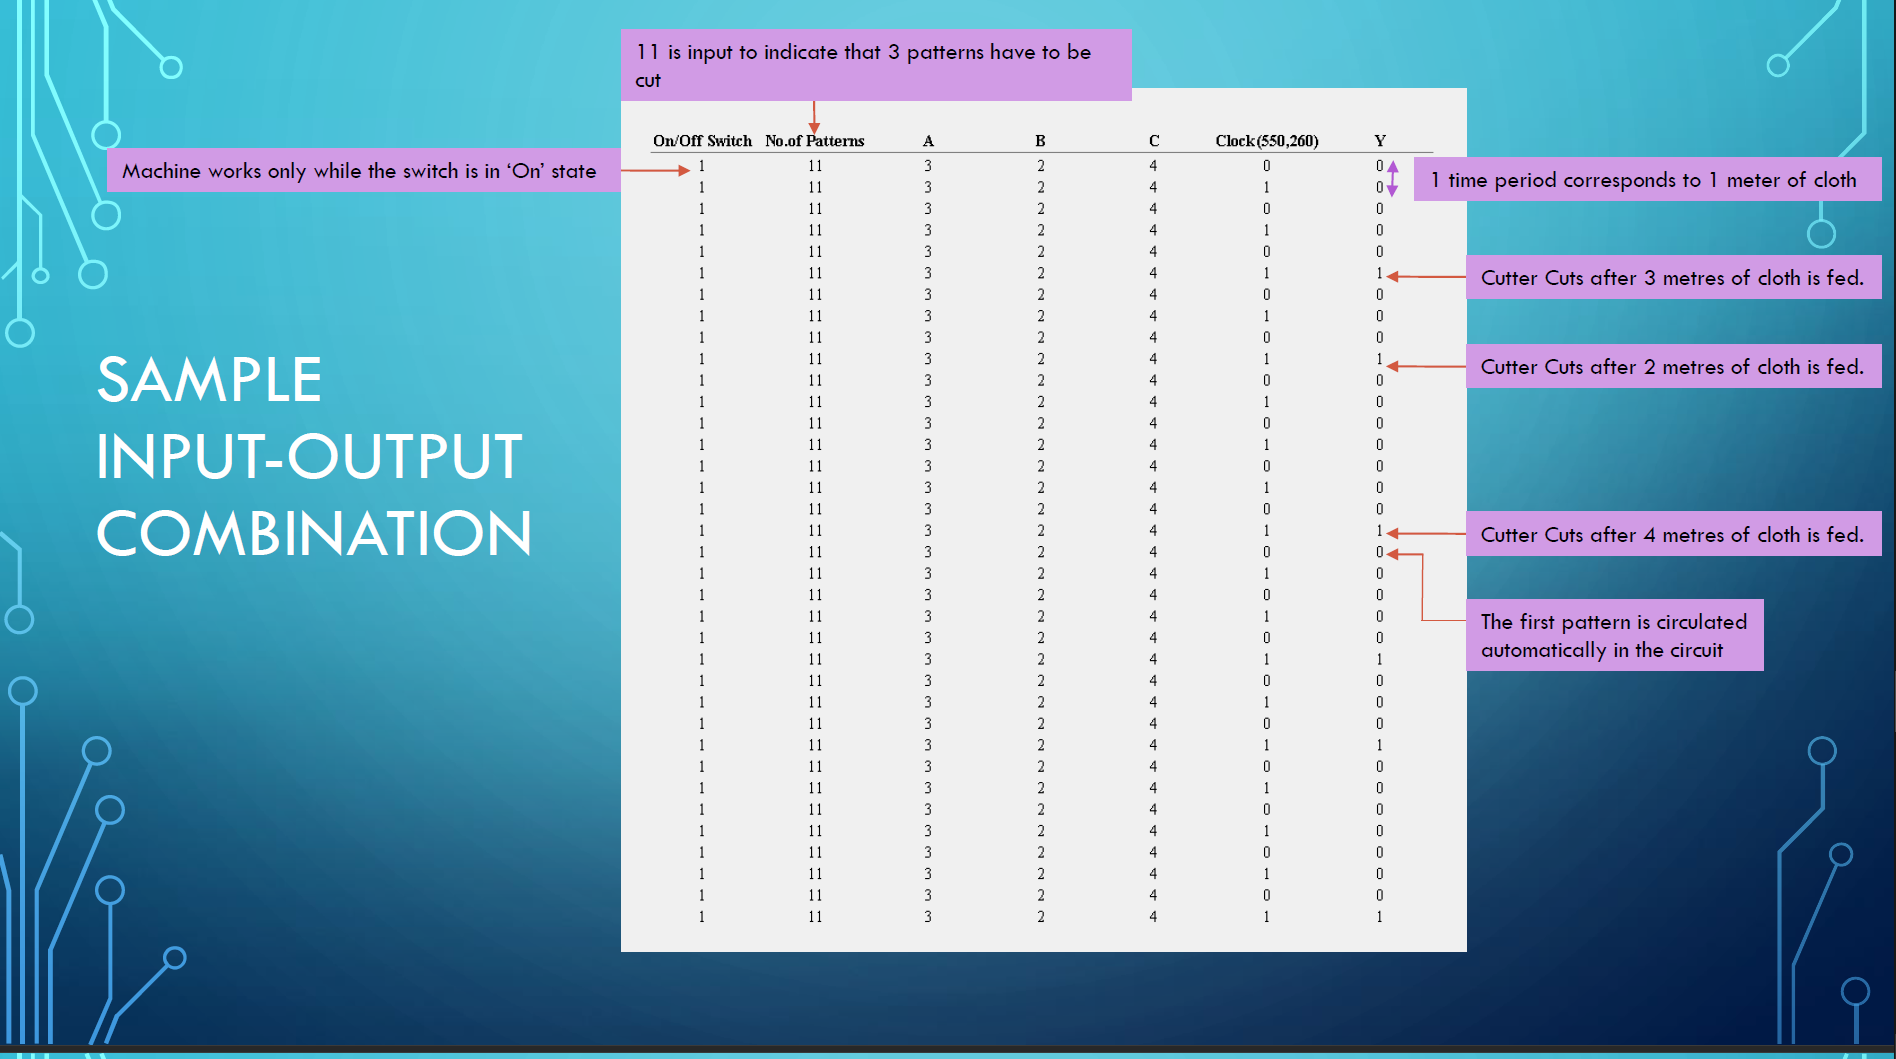 11 is input to indicate that 3 patterns have to be
cut
On/Off Switch No.of Patterns A B C Clock(550,260) Y
Machine works only while the switch is in ‘On’ state
1 11 3 2 4 0 0
1 time period corresponds to 1 meter of cloth
1 11 3 2 4 1 0
1 11 3 2 4 0 0
1 11 3 2 4 1 0
1 11 3 2 4 0 0
1 11 3 2 4 1 1
Cutter Cuts after 3 metres of cloth is fed.
1 11 3 2 4 0 0
1 11 3 2 4 1 0
1 11 3 2 4 0 0
1 11 3 2 4 1 1
Cutter Cuts after 2 metres of cloth is fed.
SAMPLE
INPUT-OUTPUT
COMBINATION
1 11 3 2 4 0 0
1 11 3 2 4 1 0
1 11 3 2 4 0 0
1 11 3 2 4 1 0
1 11 3 2 4 0 0
1 11 3 2 4 1 0
1 11 3 2 4 0 0
1 11 3 2 4 1 1
Cutter Cuts after 4 metres of cloth is fed.
1 11 3 2 4 0 0
1 11 3 2 4 1 0
1 11 3 2 4 0 0
1 11 3 2 4 1 0
The first pattern is circulated
automatically in the circuit
1 11 3 2 4 0 0
1 11 3 2 4 1 1
1 11 3 2 4 0 0
1 11 3 2 4 1 0
1 11 3 2 4 0 0
1 11 3 2 4 1 1
1 11 3 2 4 0 0
1 11 3 2 4 1 0
1 11 3 2 4 0 0
1 11 3 2 4 1 0
1 11 3 2 4 0 0
1 11 3 2 4 1 0
1 11 3 2 4 0 0
1 11 3 2 4 1 1